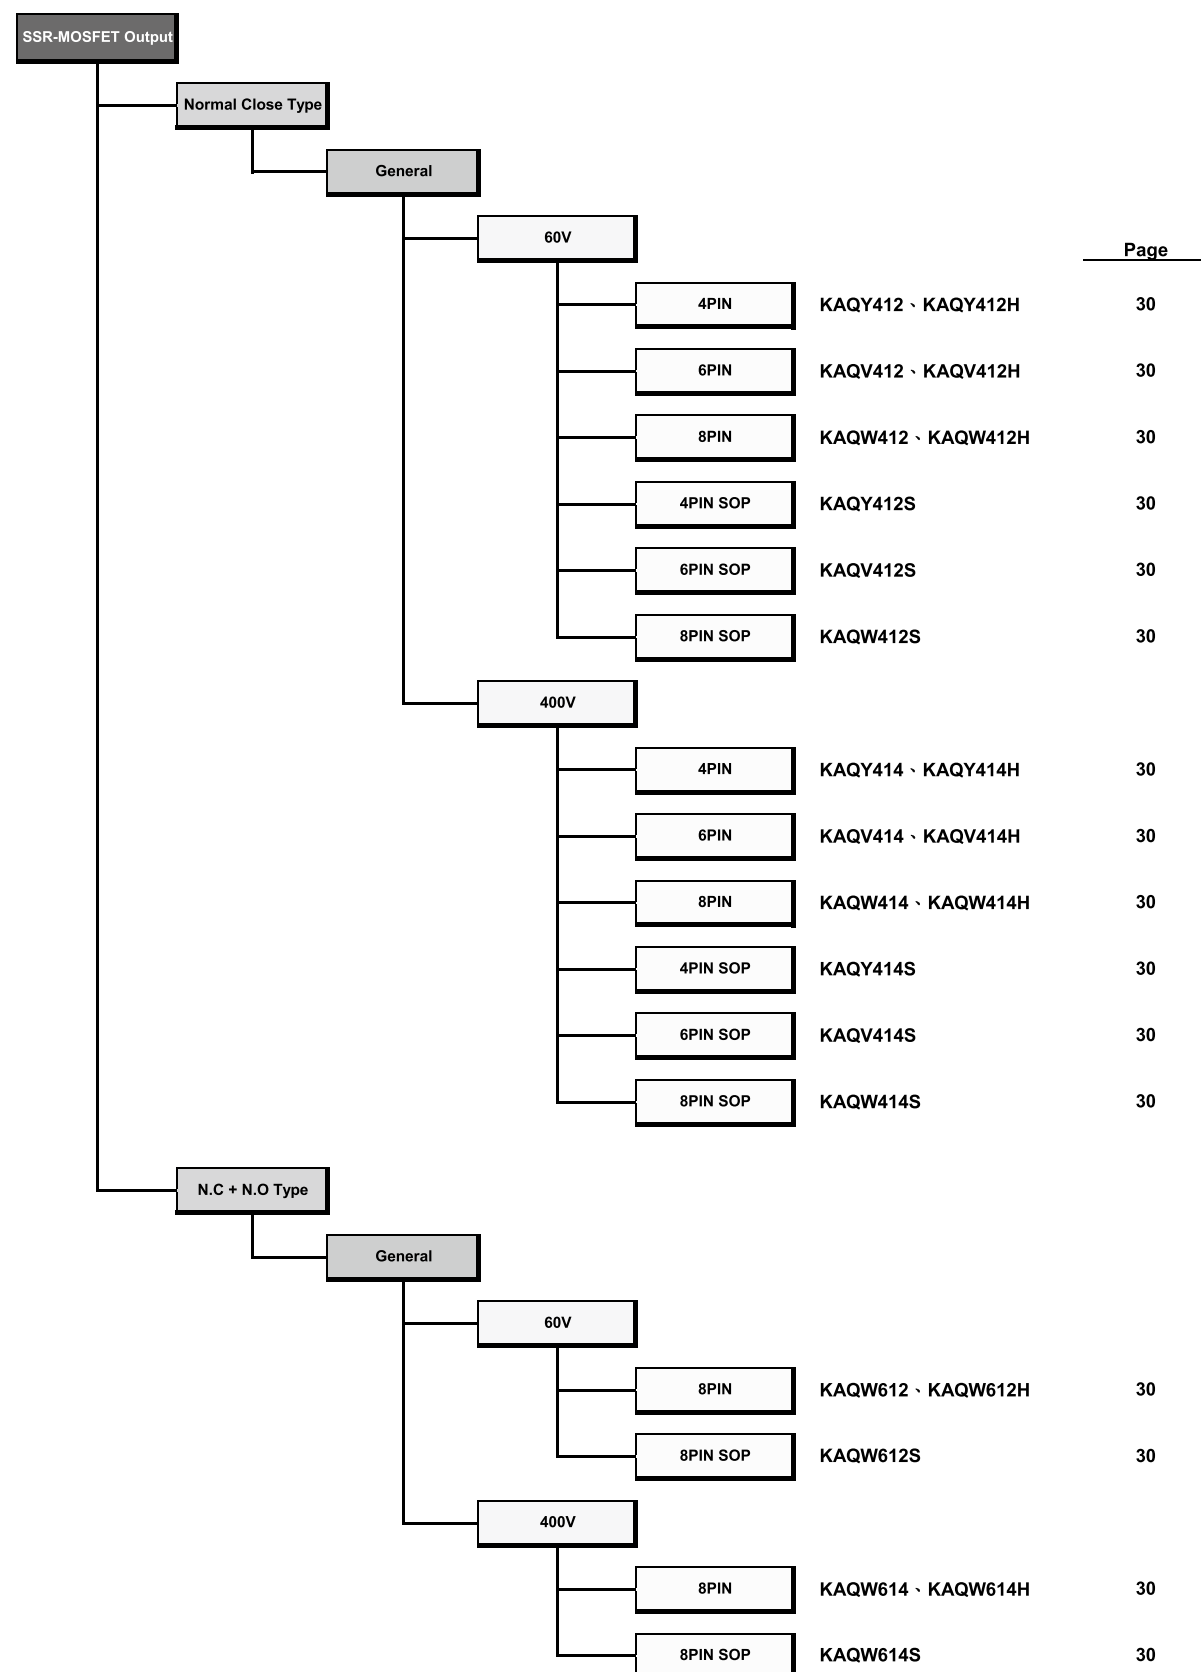 SSR-MOSFET Output
Normal Close Type
General
60V
Page
4PIN KAQY412、KAQY412H 30
6PIN KAQV412、KAQV412H 30
8PIN KAQW412、KAQW412H 30
4PIN SOP KAQY412S 30
6PIN SOP KAQV412S 30
8PIN SOP KAQW412S 30
400V
4PIN KAQY414、KAQY414H 30
6PIN KAQV414、KAQV414H 30
8PIN KAQW414、KAQW414H 30
4PIN SOP KAQY414S 30
6PIN SOP KAQV414S 30
8PIN SOP KAQW414S 30
N.C + N.O Type
General
60V
8PIN KAQW612、KAQW612H 30
8PIN SOP KAQW612S 30
400V
8PIN KAQW614、KAQW614H 30
8PIN SOP KAQW614S 30